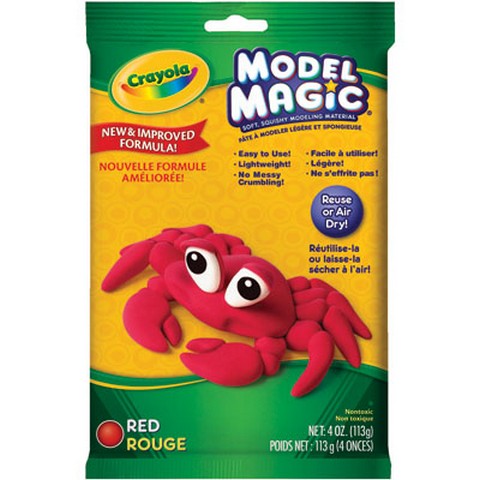 Crayola
MODEL
MAGIC®
SOFT, SQUISHY MODELING MATERIAL
PÂTE À MODELER LÉGÈRE ET SPONGIEUSE
NEW & IMPROVED
FORMULA!
NOUVELLE FORMULE
AMÉLIORÉE!
• Easy to Use!
• Lightweight!
• No Messy
Crumbling!
• Facile à utiliser!
• Légère!
• Ne s'effrite pas!
Reuse
or Air
Dry!
Réutilise-la
ou laisse-la
sécher à l'air!
RED
ROUGE
Nontoxic
Non toxique
NET: 4 OZ. (113g)
POIDS NET : 113 g (4 ONCES)